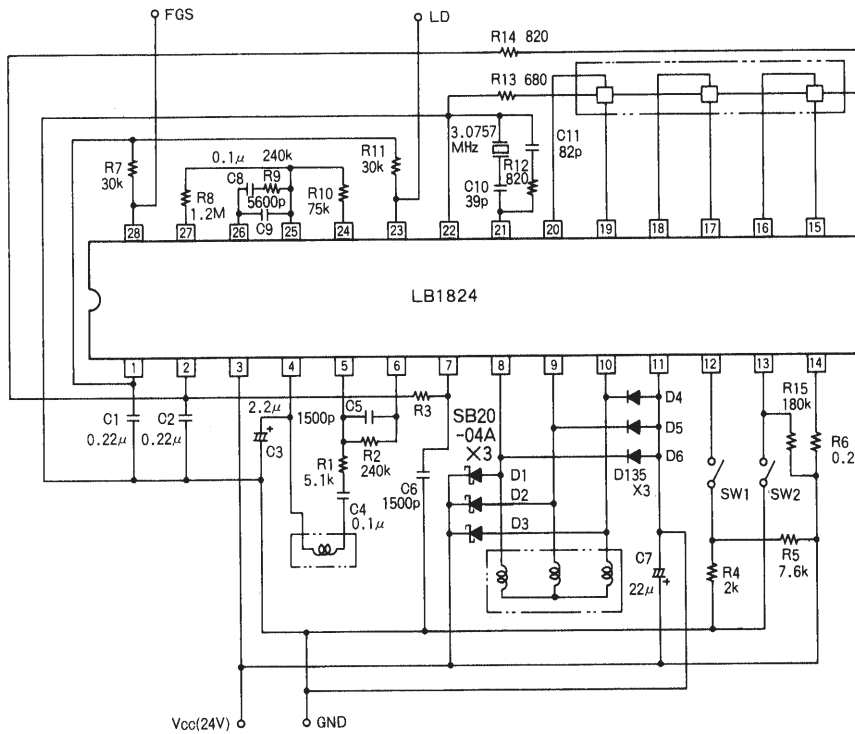 FGS
LD
R14 820
R13 680
3.0757
MHz
C11
82p
R12
820
C10
39p
R7
30k
R11
30k
0.1μ
240k
C8
R9
R8
1.2M
5600p
C9
R10
75k
28
27
26
25
24
23
22
21
20
19
18
17
16
15
LB1824
1
2
3
4
5
6
7
8
9
10
11
12
13
14
C1
0.22μ
C2
0.22μ
2.2μ
+
C3
1500p
C5
R2
240k
R1
5.1k
C4
0.1μ
R3
C6
1500p
SB20
-04A
×3
D1
D2
D3
D4
D5
D6
D135
×3
C7
22μ
+
SW1
SW2
R15
180k
R6
0.2
R5
7.6k
R4
2k
Vcc(24V)
GND